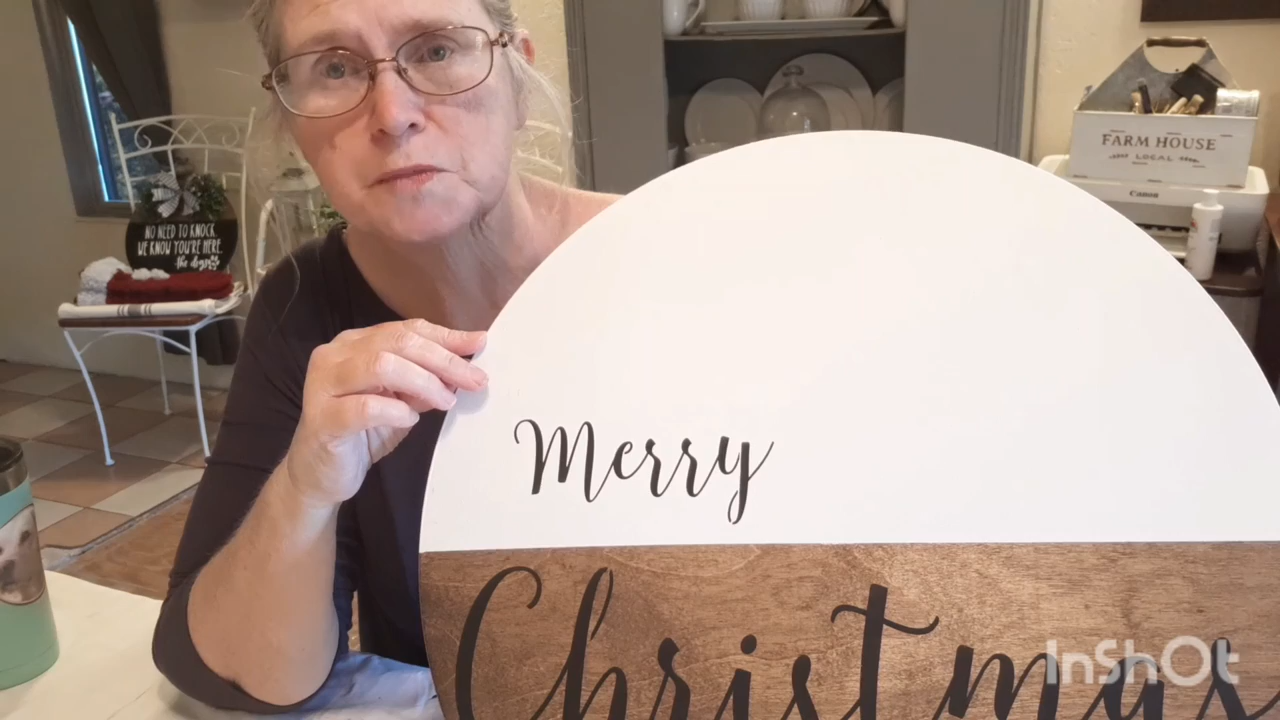 FARM HOUSE
LOCAL
Canon
NO NEED TO KNOCK.
WE KNOW YOU'RE HERE.
-the dogs
Merry
Christmas
InShOt